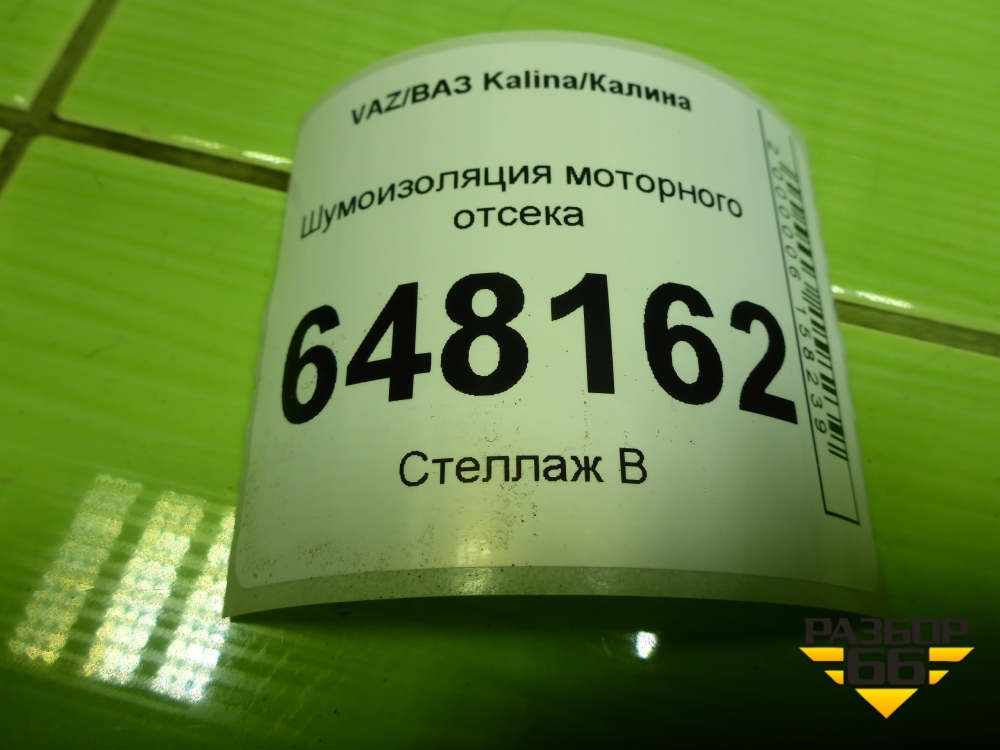 VAZ/ВАЗ Kalina/Калина
Шумоизоляция моторного
отсека
648162
Стеллаж В
2000006158239
РАЗБОР
66